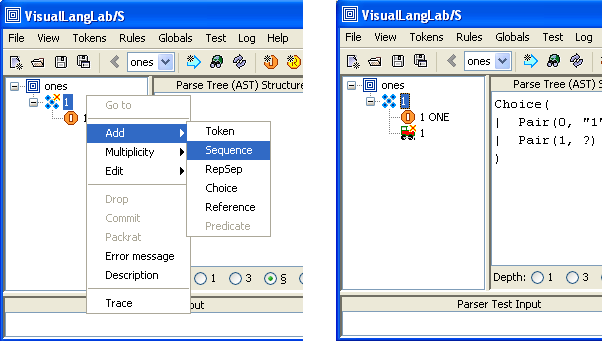 VisualLangLab/S
File View Tokens Rules Globals Test Log Help
ones
ones
Parse Tree (AST) Structure
1
1
Go to
Add
Multiplicity
Edit
Drop
Commit
Packrat
Error message
Description
Trace
Token
Sequence
RepSep
Choice
Reference
Predicate
1 3 §
VisualLangLab/S
File View Tokens Rules Globals Test Log
ones
ones
Parse Tree (AST) S
1
1 ONE
1
Choice(
| Pair(0, "1"
| Pair(1, ?)
)
Depth: 1 3
Parser Test Input